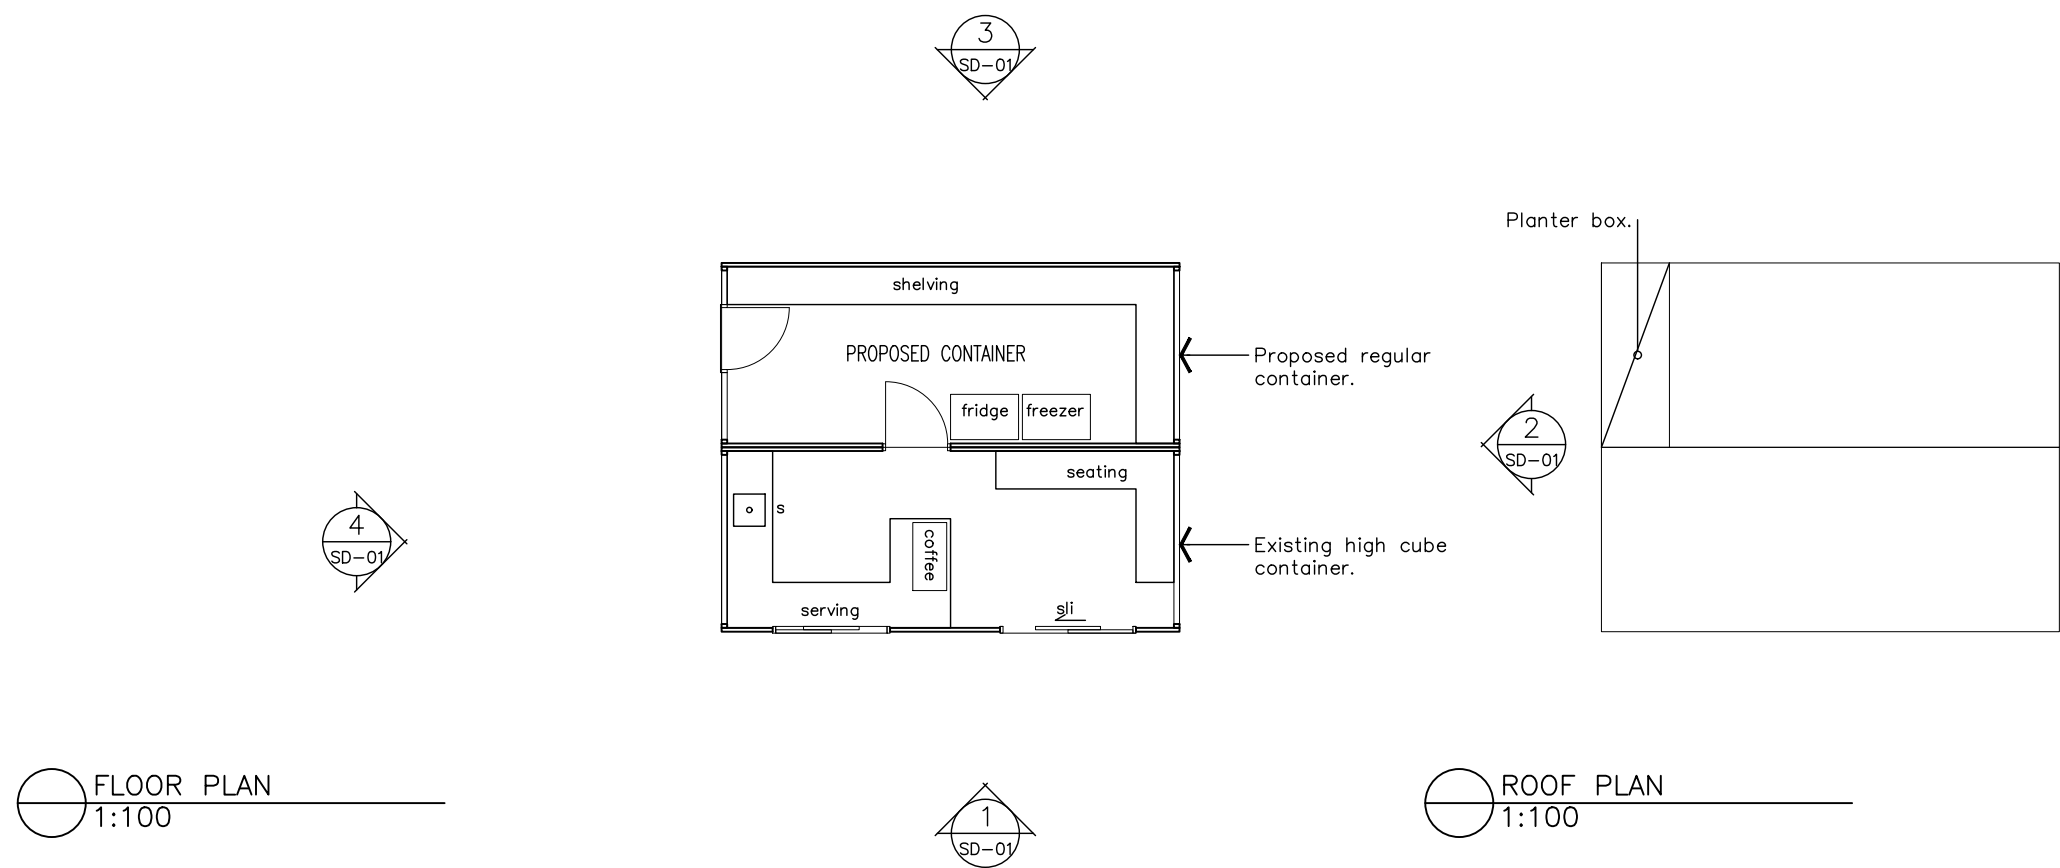 3
SD-01
Planter box.
shelving
PROPOSED CONTAINER
Proposed regular
container.
fridge
freezer
2
SD-01
seating
s
4
SD-01
coffee
Existing high cube
container.
serving
sli
FLOOR PLAN
1:100
1
SD-01
ROOF PLAN
1:100